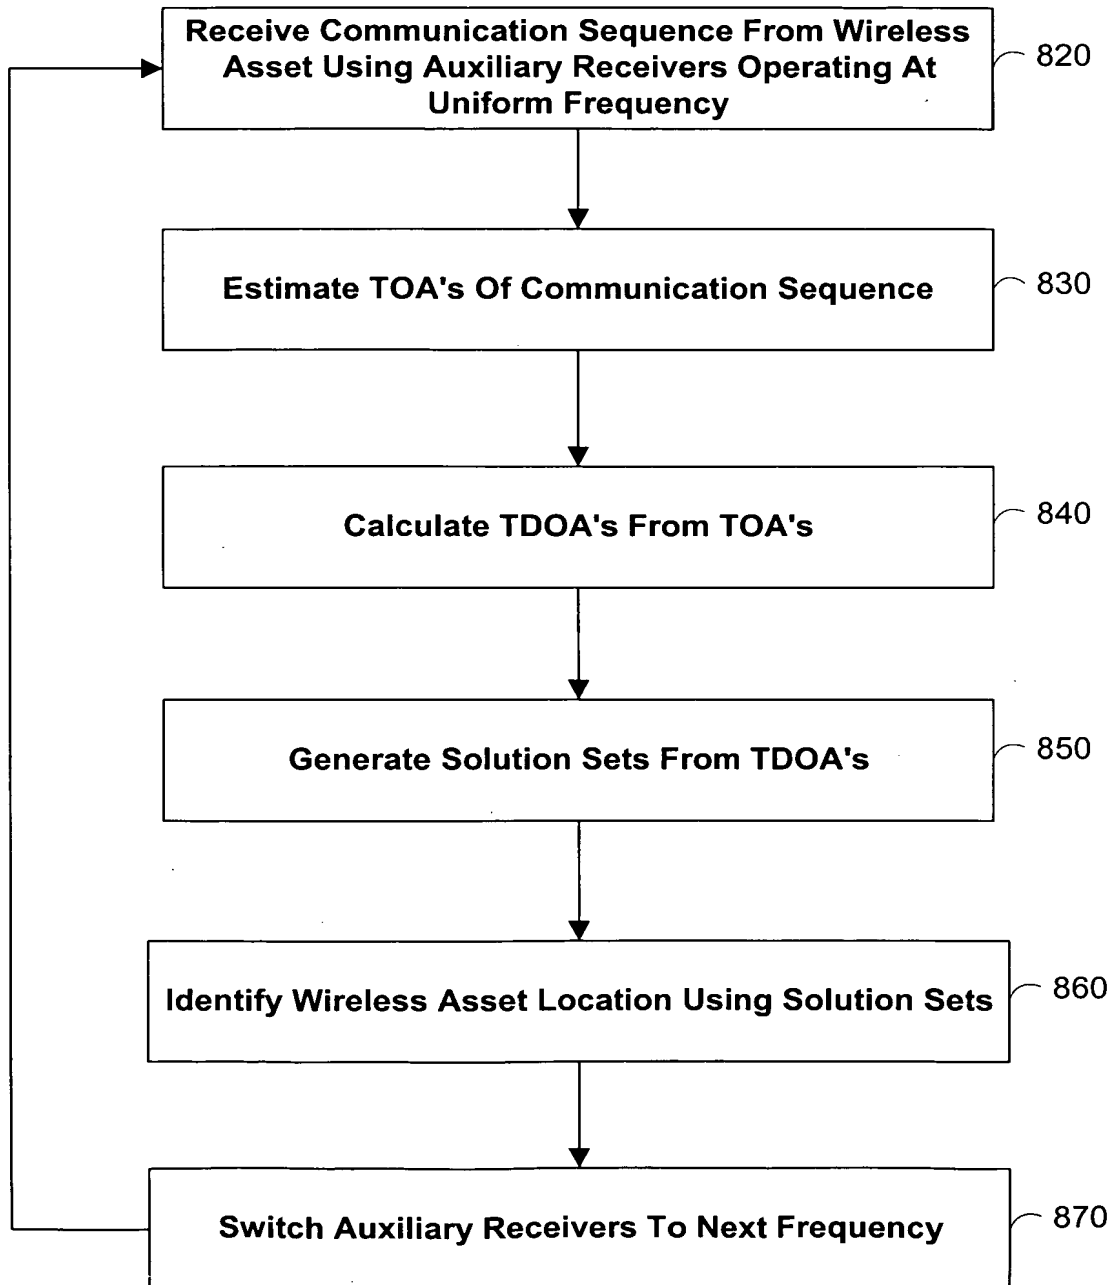 Receive Communication Sequence From Wireless
Asset Using Auxiliary Receivers Operating At
Uniform Frequency
820
Estimate TOA's Of Communication Sequence
830
Calculate TDOA's From TOA's
840
Generate Solution Sets From TDOA's
850
Identify Wireless Asset Location Using Solution Sets
860
Switch Auxiliary Receivers To Next Frequency
870